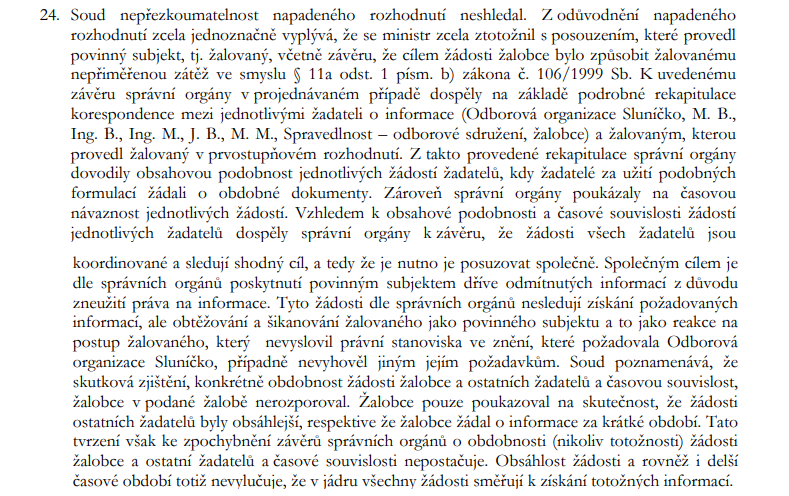 24. Soud nepřezkoumatelnost napadeného rozhodnutí neshledal. Z odůvodnění napadeného
rozhodnutí zcela jednoznačně vyplývá, že se ministr zcela ztotožnil s posouzením, které provedl
povinný subjekt, tj. žalovaný, včetně závěru, že cílem žádosti žalobce bylo způsobit žalovanému
nepřiměřenou zátěž ve smyslu § 11a odst. 1 písm. b) zákona č. 106/1999 Sb. K uvedenému
závěru správní orgány v projednávaném případě dospěly na základě podrobné rekapitulace
korespondence mezi jednotlivými žadateli o informace (Odborová organizace Sluníčko, M. B.,
Ing. B., Ing. M., J. B., M. M., Spravedlnost – odborové sdružení, žalobce) a žalovaným, kterou
provedl žalovaný v prvostupňovém rozhodnutí. Z takto provedené rekapitulace správní orgány
dovodily obsahovou podobnost jednotlivých žádostí žadatelů, kdy žadatelé za užití podobných
formulací žádali o obdobné dokumenty. Zároveň správní orgány poukázaly na časovou
návaznost jednotlivých žádostí. Vzhledem k obsahové podobnosti a časové souvislosti žádostí
jednotlivých žadatelů dospěly správní orgány k závěru, že žádosti všech žadatelů jsou
koordinované a sledují shodný cíl, a tedy že je nutno je posuzovat společně. Společným cílem je
dle správních orgánů poskytnutí povinným subjektem dříve odmítnutých informací z důvodu
zneužití práva na informace. Tyto žádosti dle správních orgánů nesledují získání požadovaných
informací, ale obtěžování a šikanování žalovaného jako povinného subjektu a to jako reakce na
postup žalovaného, který nevyslovil právní stanoviska ve znění, které požadovala Odborová
organizace Sluníčko, případně nevyhověl jiným jejím požadavkům. Soud poznamenává, že
skutková zjištění, konkrétně obdobnost žádosti žalobce a ostatních žadatelů a časovou souvislost,
žalobce v podané žalobě nerozporoval. Žalobce pouze poukazoval na skutečnost, že žádosti
ostatních žadatelů byly obsáhlejší, respektive že žalobce žádal o informace za krátké období. Tato
tvrzení však ke zpochybnění závěrů správních orgánů o obdobnosti (nikoliv totožnosti) žádosti
žalobce a ostatní žadatelů a časové souvislosti nepostačuje. Obsáhlost žádosti a rovněž i delší
časové období totiž nevylučuje, že v jádru všechny žádosti směřují k získání totožných informací.